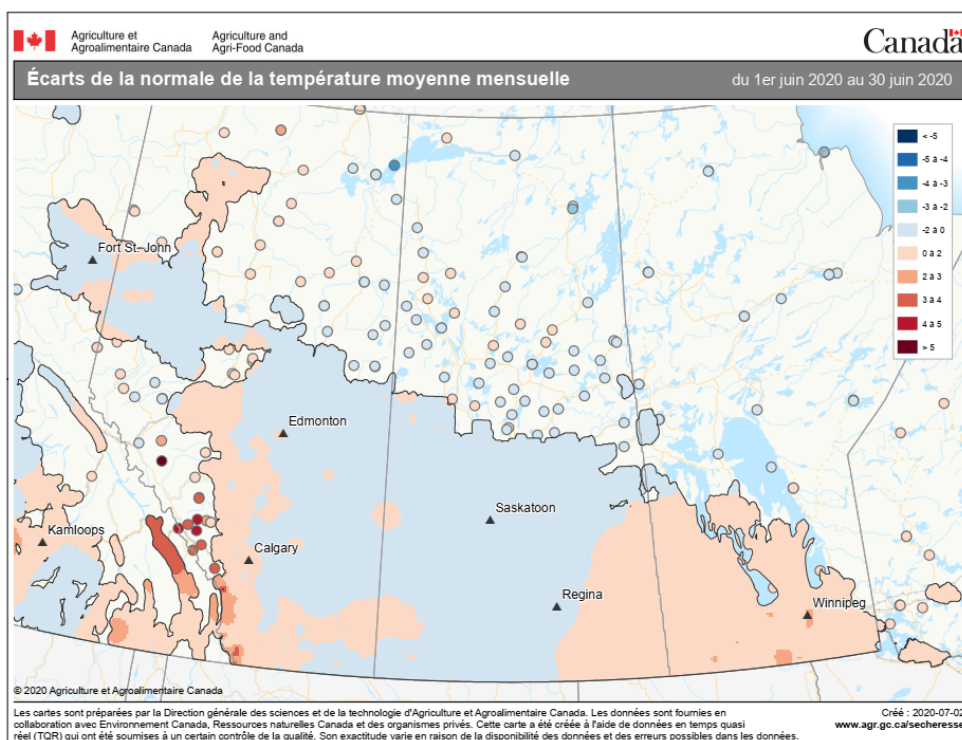 Agriculture et Agriculture and
Agroalimentaire Canada Agri-Food Canada
Canada
Écarts de la normale de la température moyenne mensuelle du 1er juin 2020 au 30 juin 2020
< -5
-5 à -4
-4 à -3
-3 à -2
-2 à 0
0 à 2
2 à 3
3 à 4
4 à 5
> 5
Fort St- John
Edmonton
Saskatoon
Kamloops
Calgary
Regina
Winnipeg
© 2020 Agriculture et Agroalimentaire Canada
Les cartes sont préparées par la Direction générale des sciences et de la technologie d'Agriculture et Agroalimentaire Canada. Les données sont fournies en
collaboration avec Environnement Canada, Ressources naturelles Canada et des organismes privés. Cette carte a été créée à l'aide de données en temps quasi
réel (TQR) qui ont été soumises à un certain contrôle de la qualité. Son exactitude varie en raison de la disponibilité des données et des erreurs possibles dans les données.
Créé : 2020-07-02
www.agr.gc.ca/secheresse